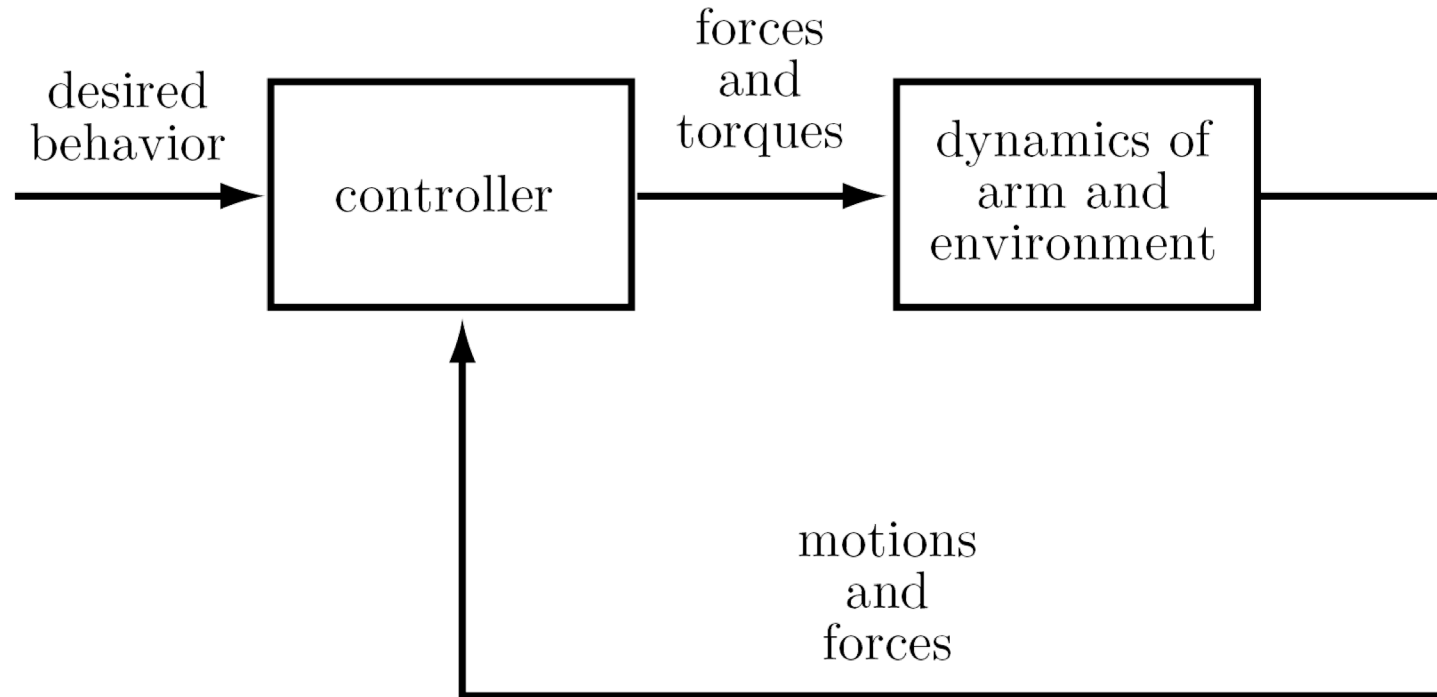 desired
behavior
controller
forces
and
torques
dynamics of
arm and
environment
motions
and
forces